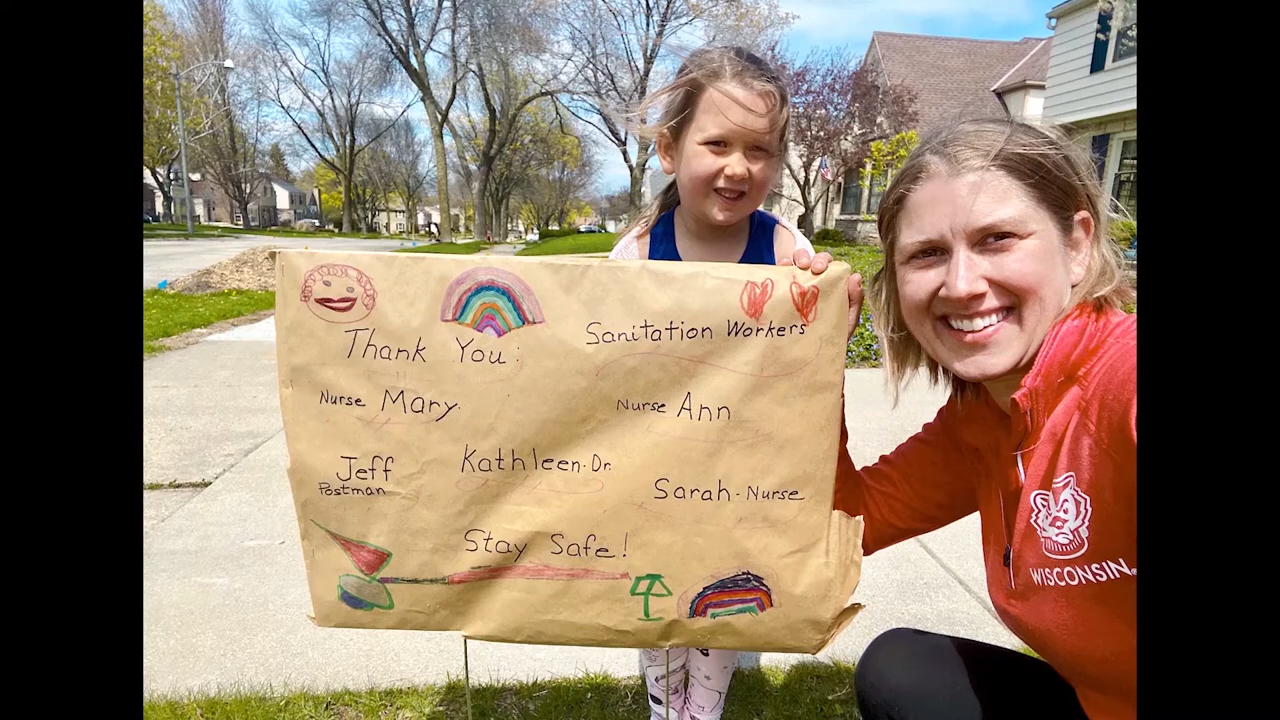 Thank You:
Sanitation Workers
Nurse Mary
Nurse Ann
Jeff
Postman
Kathleen-Dr.
Sarah-Nurse
Stay Safe!
WISCONSIN